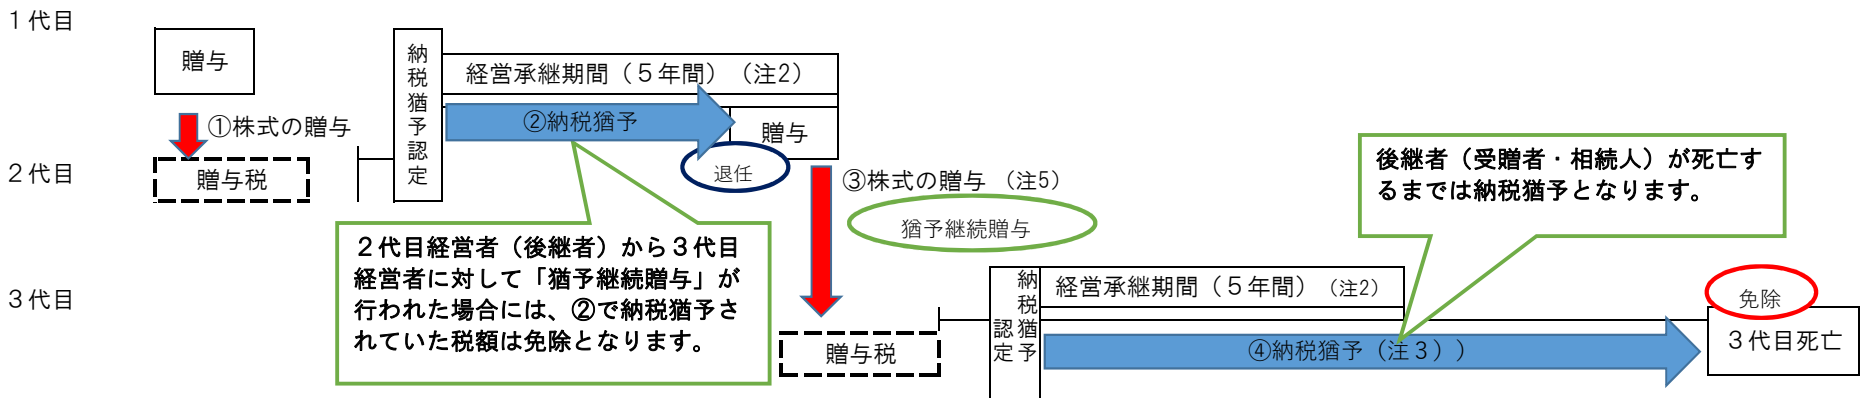 １代目
贈与
納税猶予認定
経営承継期間（５年間）（注2）
①株式の贈与
②納税猶予
贈与
２代目
贈与税
退任
③株式の贈与（注5）
猶予継続贈与
後継者（受贈者・相続人）が死亡す
るまでは納税猶予となります。
２代目経営者（後継者）から３代目
経営者に対して「猶予継続贈与」が
行われた場合には、②で納税猶予さ
れていた税額は免除となります。
３代目
贈与税
納税猶予
認定
経営承継期間（５年間）（注2）
④納税猶予（注３））
免除
３代目死亡